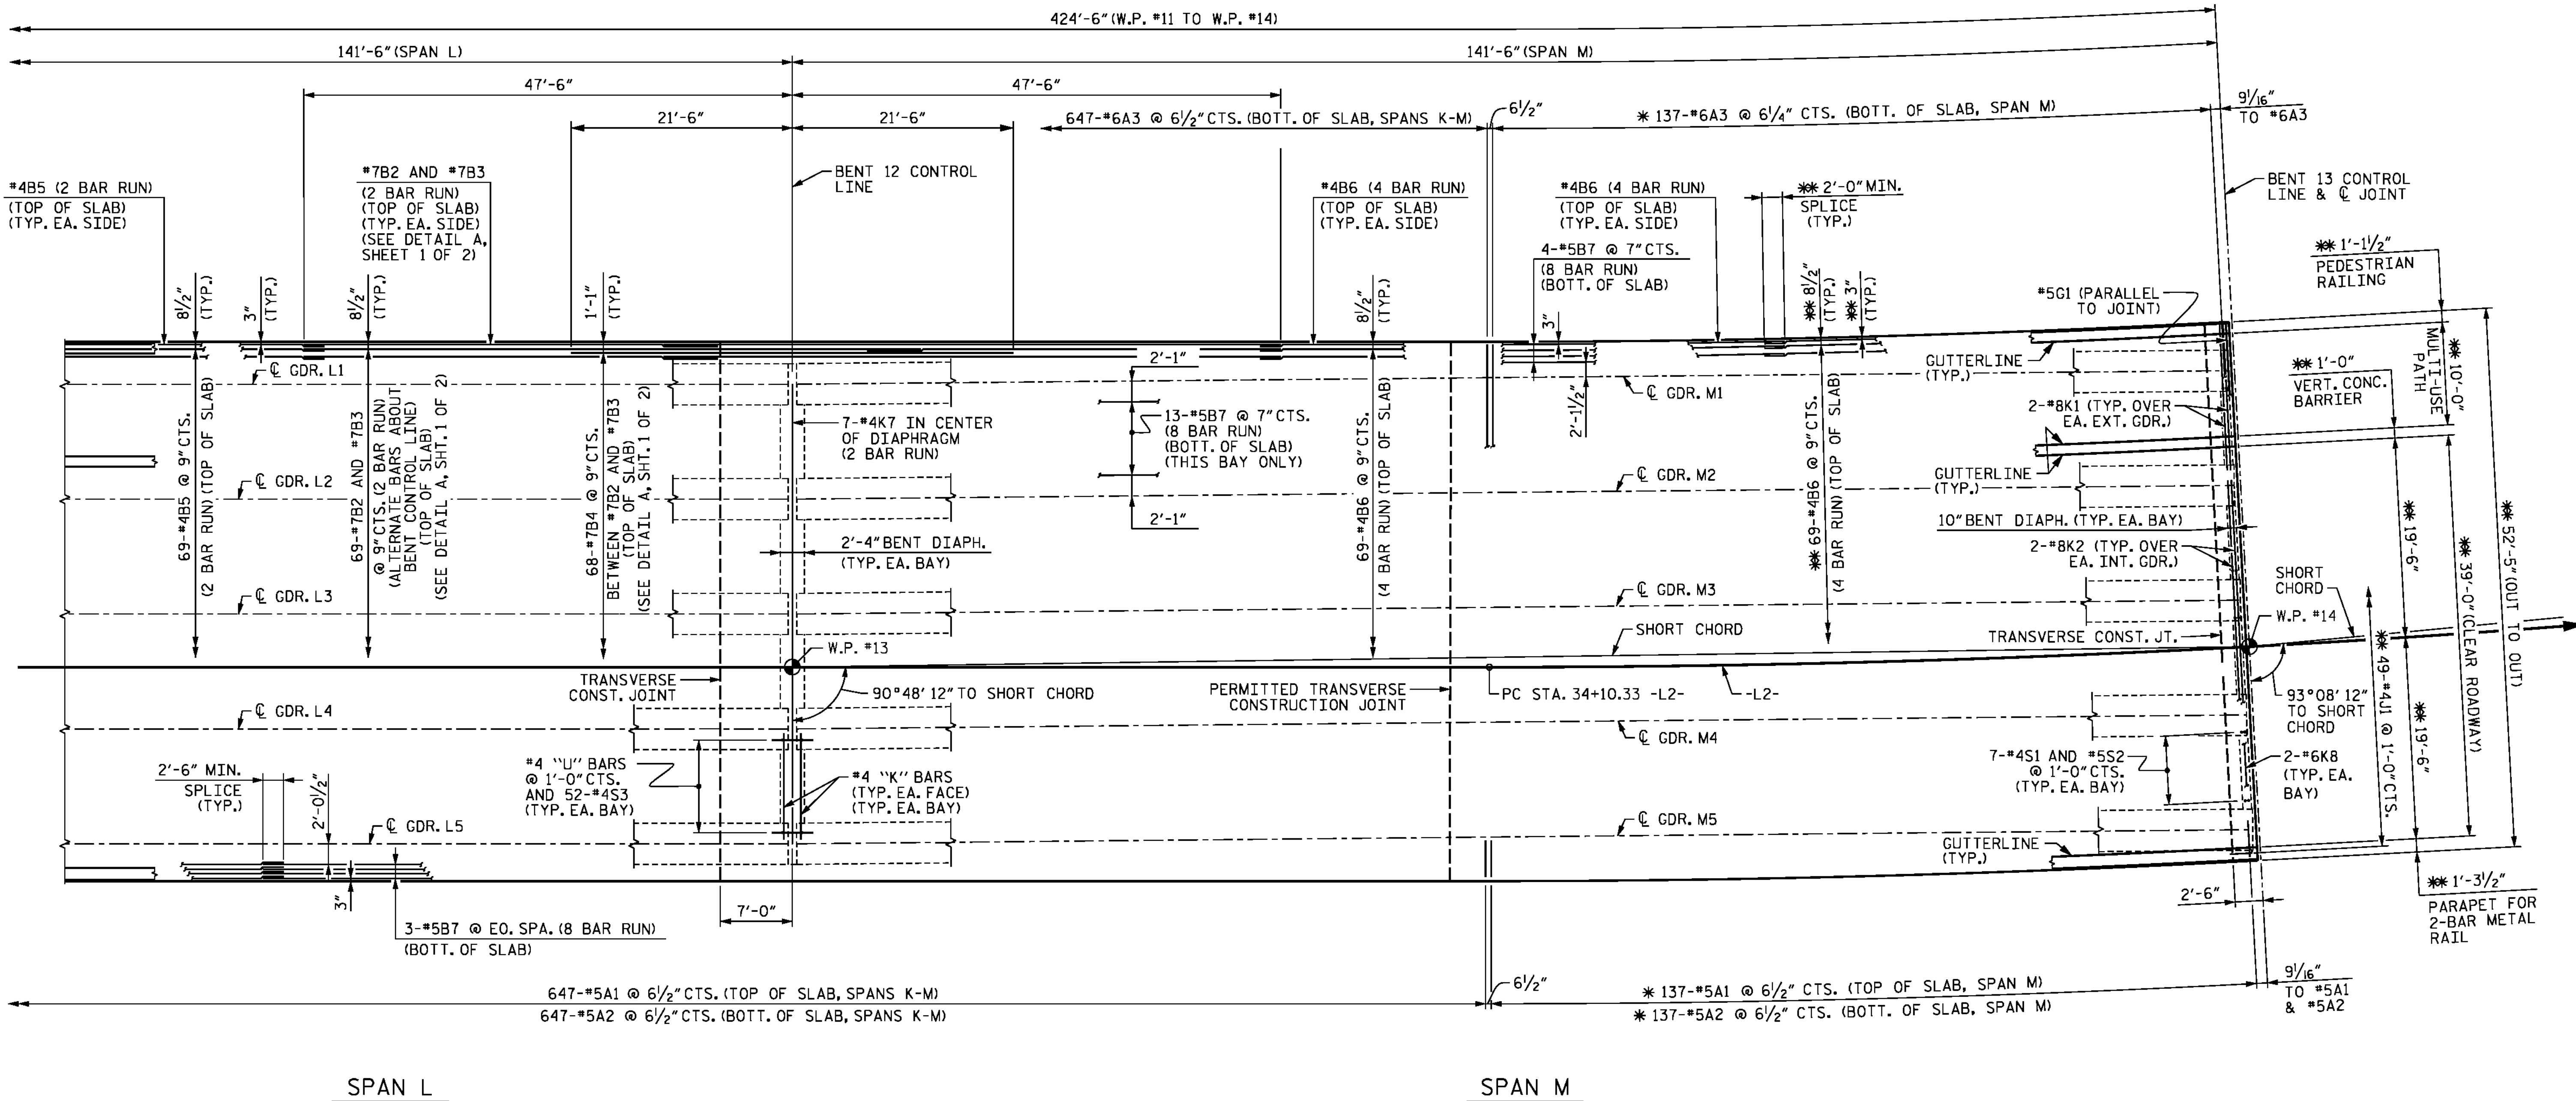 424'-6" (W.P. #11 TO W.P. #14)
141'-6" (SPAN L)
141'-6" (SPAN M)
47'-6"
47'-6"
21'-6"
21'-6"
647-#6A3 @ 6½" CTS. (BOTT. OF SLAB, SPANS K-M)
6½"
* 137-#6A3 @ 6¼" CTS. (BOTT. OF SLAB, SPAN M)
9/16"
TO #6A3
#4B5 (2 BAR RUN)
(TOP OF SLAB)
(TYP. EA. SIDE)
#7B2 AND #7B3
(2 BAR RUN)
(TOP OF SLAB)
(TYP. EA. SIDE)
(SEE DETAIL A,
SHEET 1 OF 2)
BENT 12 CONTROL
LINE
#4B6 (4 BAR RUN)
(TOP OF SLAB)
(TYP. EA. SIDE)
#4B6 (4 BAR RUN)
(TOP OF SLAB)
(TYP. EA. SIDE)
4-#5B7 @ 7" CTS.
(8 BAR RUN)
(BOTT. OF SLAB)
** 2'-0" MIN.
SPLICE
(TYP.)
BENT 13 CONTROL
LINE & ℄ JOINT
** 1'-1½"
PEDESTRIAN
RAILING
8½"
(TYP.)
3"
(TYP.)
8½"
(TYP.)
1'-1"
(TYP.)
8½"
(TYP.)
3"
2'-1½"
** 8½"
(TYP.)
** 3"
(TYP.)
#5G1 (PARALLEL
TO JOINT)
GUTTERLINE
(TYP.)
** 10'-0"
MULTI-USE
PATH
** 1'-0"
VERT. CONC.
BARRIER
2-#8K1 (TYP. OVER
EA. EXT. GDR.)
GUTTERLINE
(TYP.)
10" BENT DIAPH. (TYP. EA. BAY)
2-#8K2 (TYP. OVER
EA. INT. GDR.)
SHORT
CHORD
W.P. #14
TRANSVERSE CONST. JT.
** 19'-6"
** 39'-0" (CLEAR ROADWAY)
** 52'-5" (OUT TO OUT)
℄ GDR. L1
℄ GDR. L2
℄ GDR. L3
℄ GDR. L4
℄ GDR. L5
69-#4B5 @ 9" CTS.
(2 BAR RUN) (TOP OF SLAB)
69-#7B2 AND #7B3
@ 9" CTS. (2 BAR RUN)
(ALTERNATE BARS ABOUT
BENT CONTROL LINE)
(TOP OF SLAB)
(SEE DETAIL A, SHT. 1 OF 2)
68-#7B4 @ 9" CTS.
BETWEEN #7B2 AND #7B3
(TOP OF SLAB)
(SEE DETAIL A, SHT. 1 OF 2)
7-#4K7 IN CENTER
OF DIAPHRAGM
(2 BAR RUN)
2'-4" BENT DIAPH.
(TYP. EA. BAY)
2'-1"
13-#5B7 @ 7" CTS.
(8 BAR RUN)
(BOTT. OF SLAB)
(THIS BAY ONLY)
2'-1"
69-#4B6 @ 9" CTS.
(4 BAR RUN) (TOP OF SLAB)
** 69-#4B6 @ 9" CTS.
(4 BAR RUN) (TOP OF SLAB)
℄ GDR. M1
℄ GDR. M2
℄ GDR. M3
SHORT CHORD
℄ GDR. M4
℄ GDR. M5
W.P. #13
TRANSVERSE
CONST. JOINT
90°48'12" TO SHORT CHORD
PERMITTED TRANSVERSE
CONSTRUCTION JOINT
PC STA. 34+10.33 -L2-
-L2-
93°08'12"
TO SHORT
CHORD
** 49-#4J1 @ 1'-0" CTS.
** 19'-6"
2'-6" MIN.
SPLICE
(TYP.)
2'-0½"
3"
#4 "U" BARS
@ 1'-0" CTS.
AND 52-#4S3
(TYP. EA. BAY)
#4 "K" BARS
(TYP. EA. FACE)
(TYP. EA. BAY)
7-#4S1 AND #5S2
@ 1'-0" CTS.
(TYP. EA. BAY)
2-#6K8
(TYP. EA.
BAY)
GUTTERLINE
(TYP.)
3-#5B7 @ EQ. SPA. (8 BAR RUN)
(BOTT. OF SLAB)
7'-0"
2'-6"
** 1'-3½"
PARAPET FOR
2-BAR METAL
RAIL
647-#5A1 @ 6½" CTS. (TOP OF SLAB, SPANS K-M)
647-#5A2 @ 6½" CTS. (BOTT. OF SLAB, SPANS K-M)
6½"
* 137-#5A1 @ 6½" CTS. (TOP OF SLAB, SPAN M)
* 137-#5A2 @ 6½" CTS. (BOTT. OF SLAB, SPAN M)
9/16"
TO #5A1
& #5A2
SPAN L
SPAN M